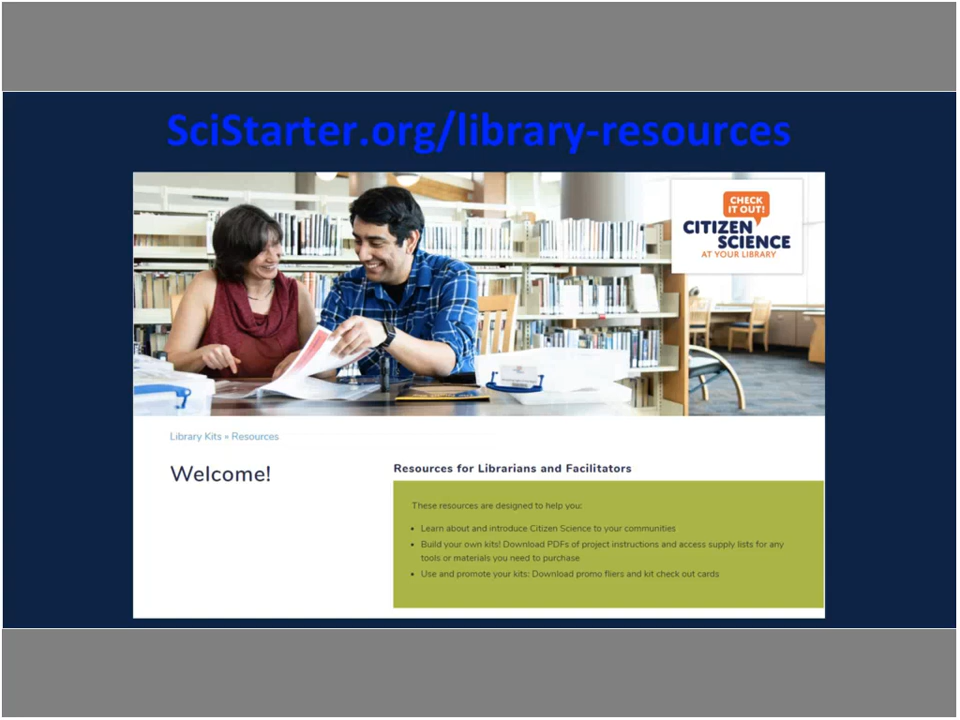 SciStarter.org/library-resources
CHECK
IT OUT!
CITIZEN
SCIENCE
AT YOUR LIBRARY
Library Kits » Resources
Welcome!
Resources for Librarians and Facilitators
These resources are designed to help you:
• Learn about and introduce Citizen Science to your communities
• Build your own kits! Download PDFs of project instructions and access supply lists for any
tools or materials you need to purchase
• Use and promote your kits: Download promo fliers and kit check out cards